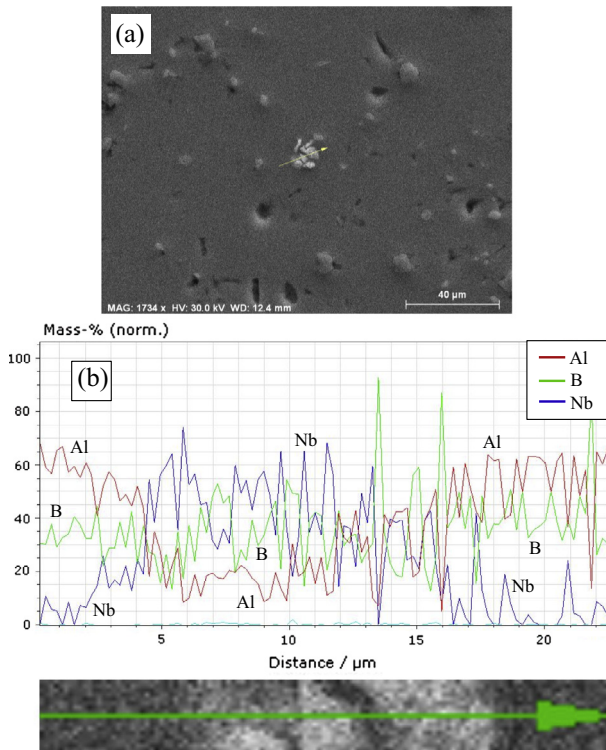 (a)
MAG: 1734 x HV: 30.0 kV WD: 12.4 mm
40 µm
Mass-% (norm.)
100
80
60
40
20
0
(b)
Al
B
Nb
Al
B
Nb
Nb
B
Al
Al
B
Nb
5
10
15
20
Distance / µm